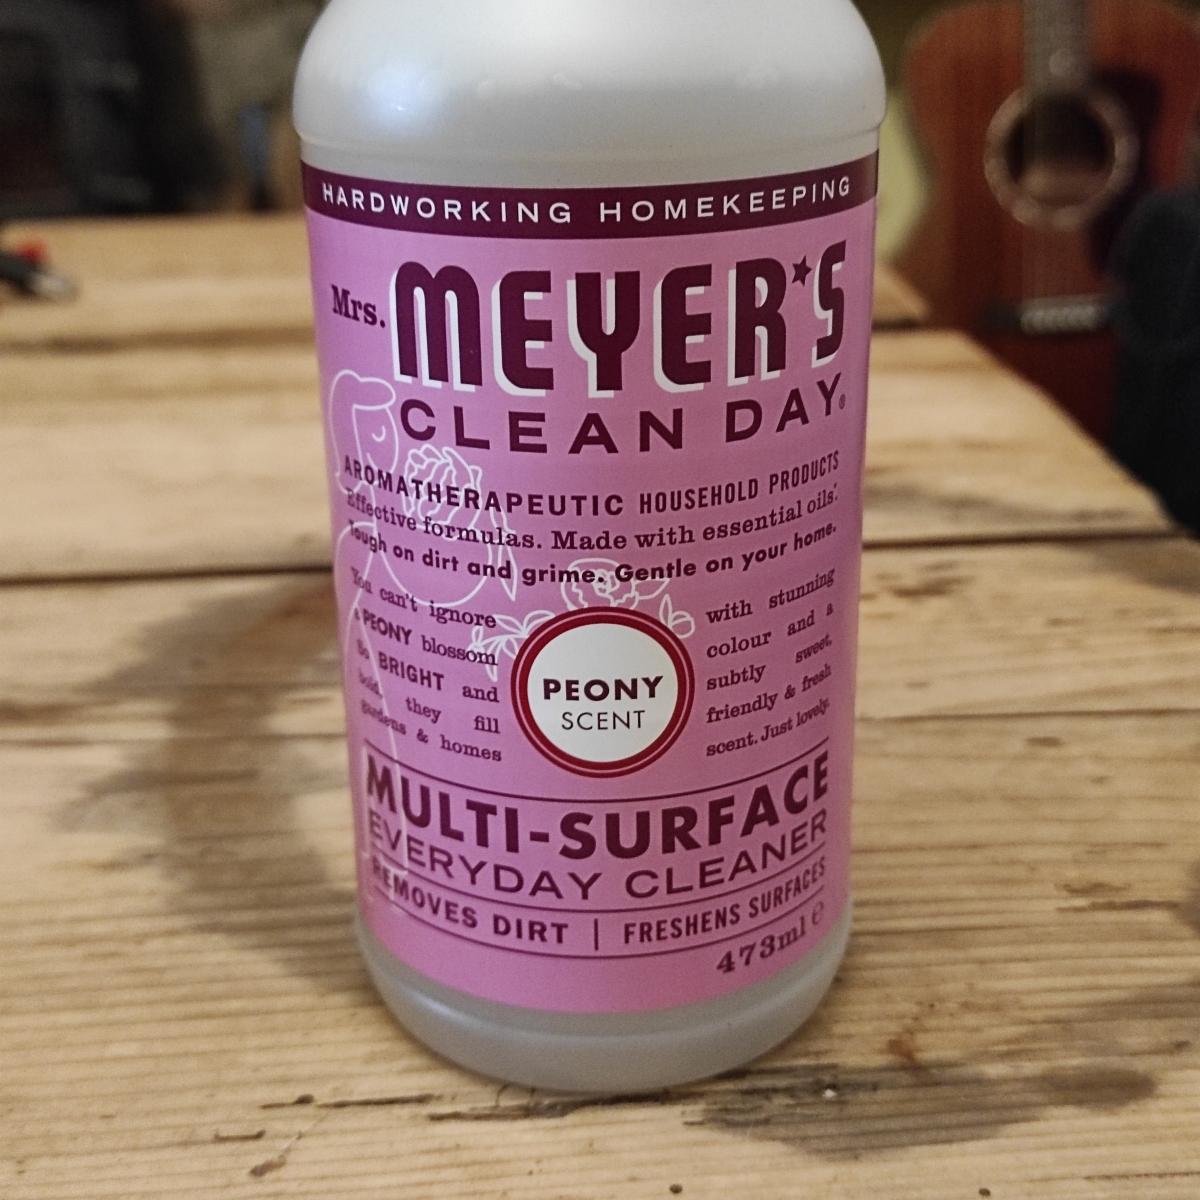 HARDWORKING HOMEKEEPING
Mrs. MEYER'S
CLEAN DAY®
AROMATHERAPEUTIC HOUSEHOLD PRODUCTS
Effective formulas. Made with essential oils.
Tough on dirt and grime. Gentle on your home.
You can't ignore
a PEONY blossom
So BRIGHT and
bold, they fill
gardens & homes
PEONY
SCENT
with stunning
colour and a
subtly sweet,
friendly & fresh
scent. Just lovely.
MULTI-SURFACE
EVERYDAY CLEANER
REMOVES DIRT | FRESHENS SURFACES
473ml ℮